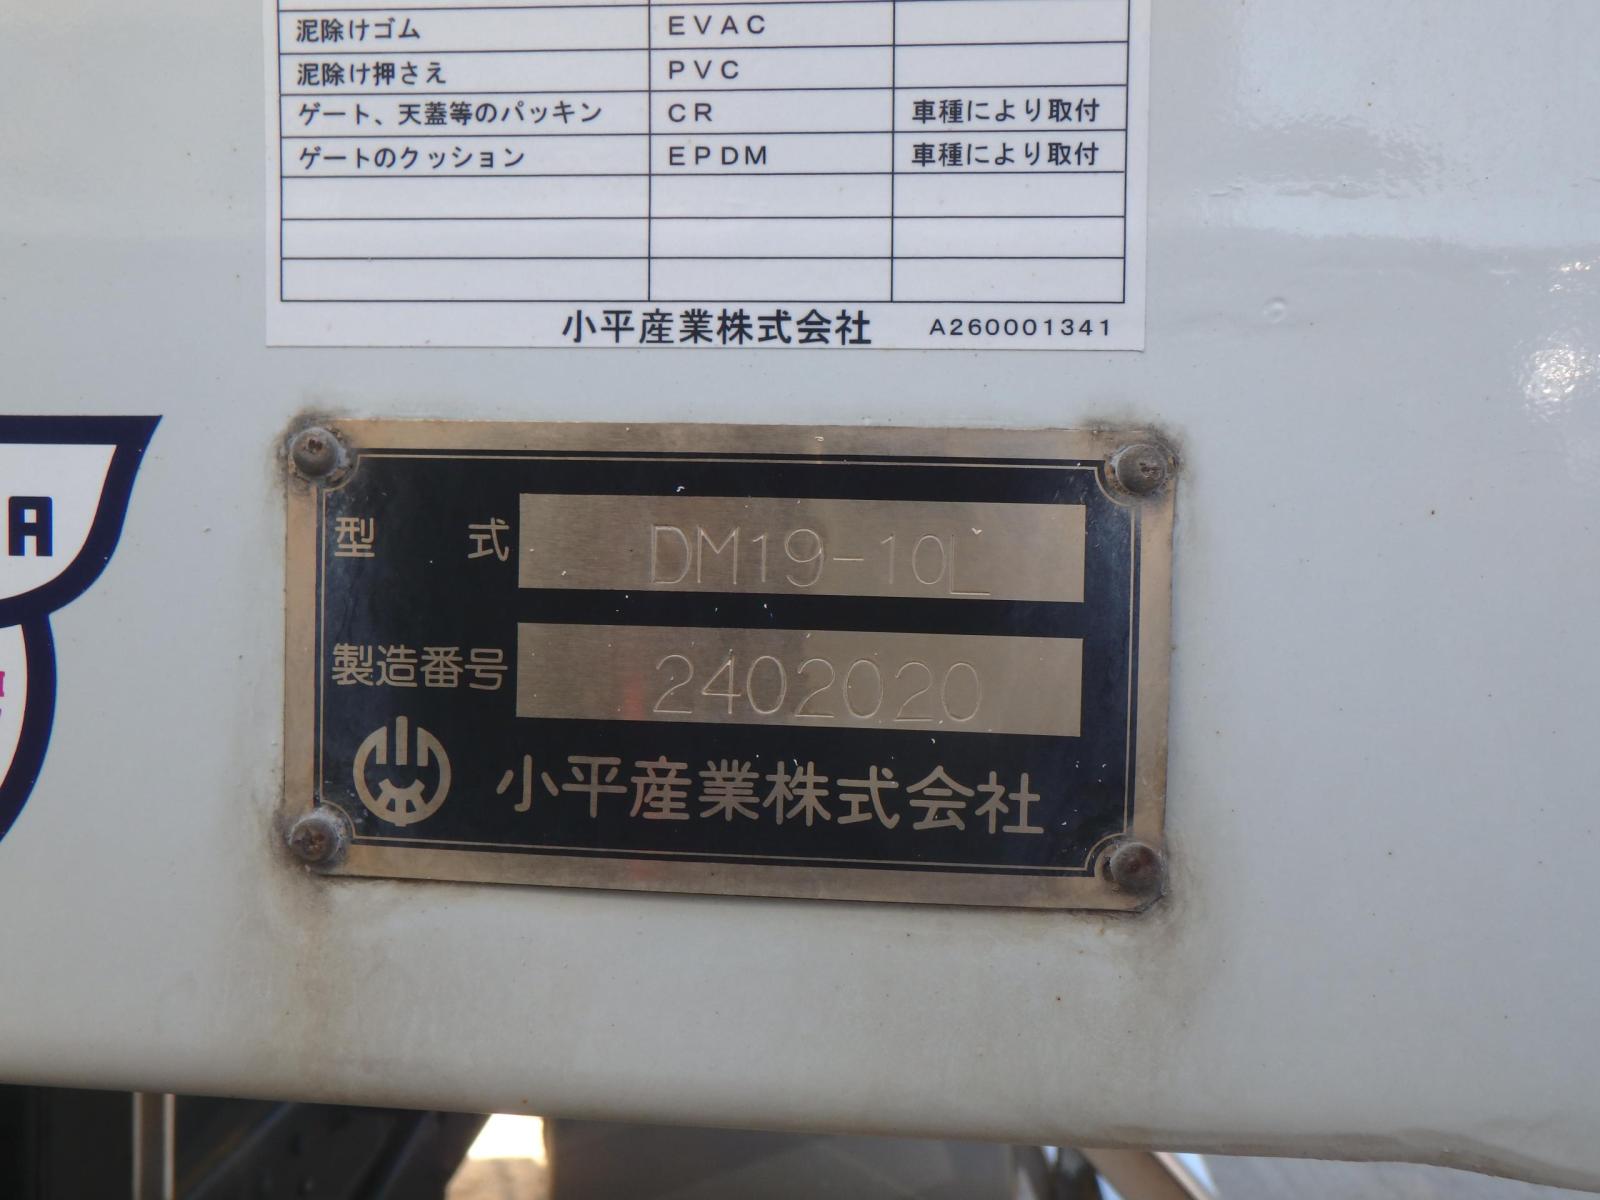 泥除けゴム EVAC
泥除け押さえ PVC
ゲート、天蓋等のパッキン CR 車種により取付
ゲートのクッション EPDM 車種により取付
小平産業株式会社 A260001341
A
型 式 DM19-10L
製造番号 2402020
小平産業株式会社